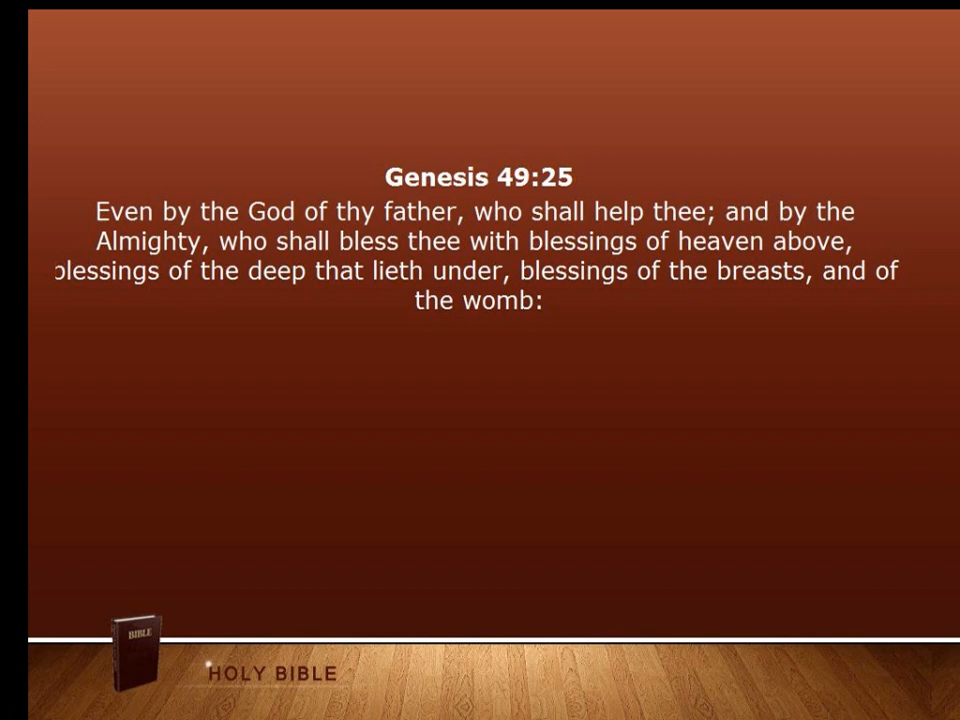 Genesis 49:25
Even by the God of thy father, who shall help thee; and by the
Almighty, who shall bless thee with blessings of heaven above,
blessings of the deep that lieth under, blessings of the breasts, and of
the womb:
BIBLE
HOLY BIBLE